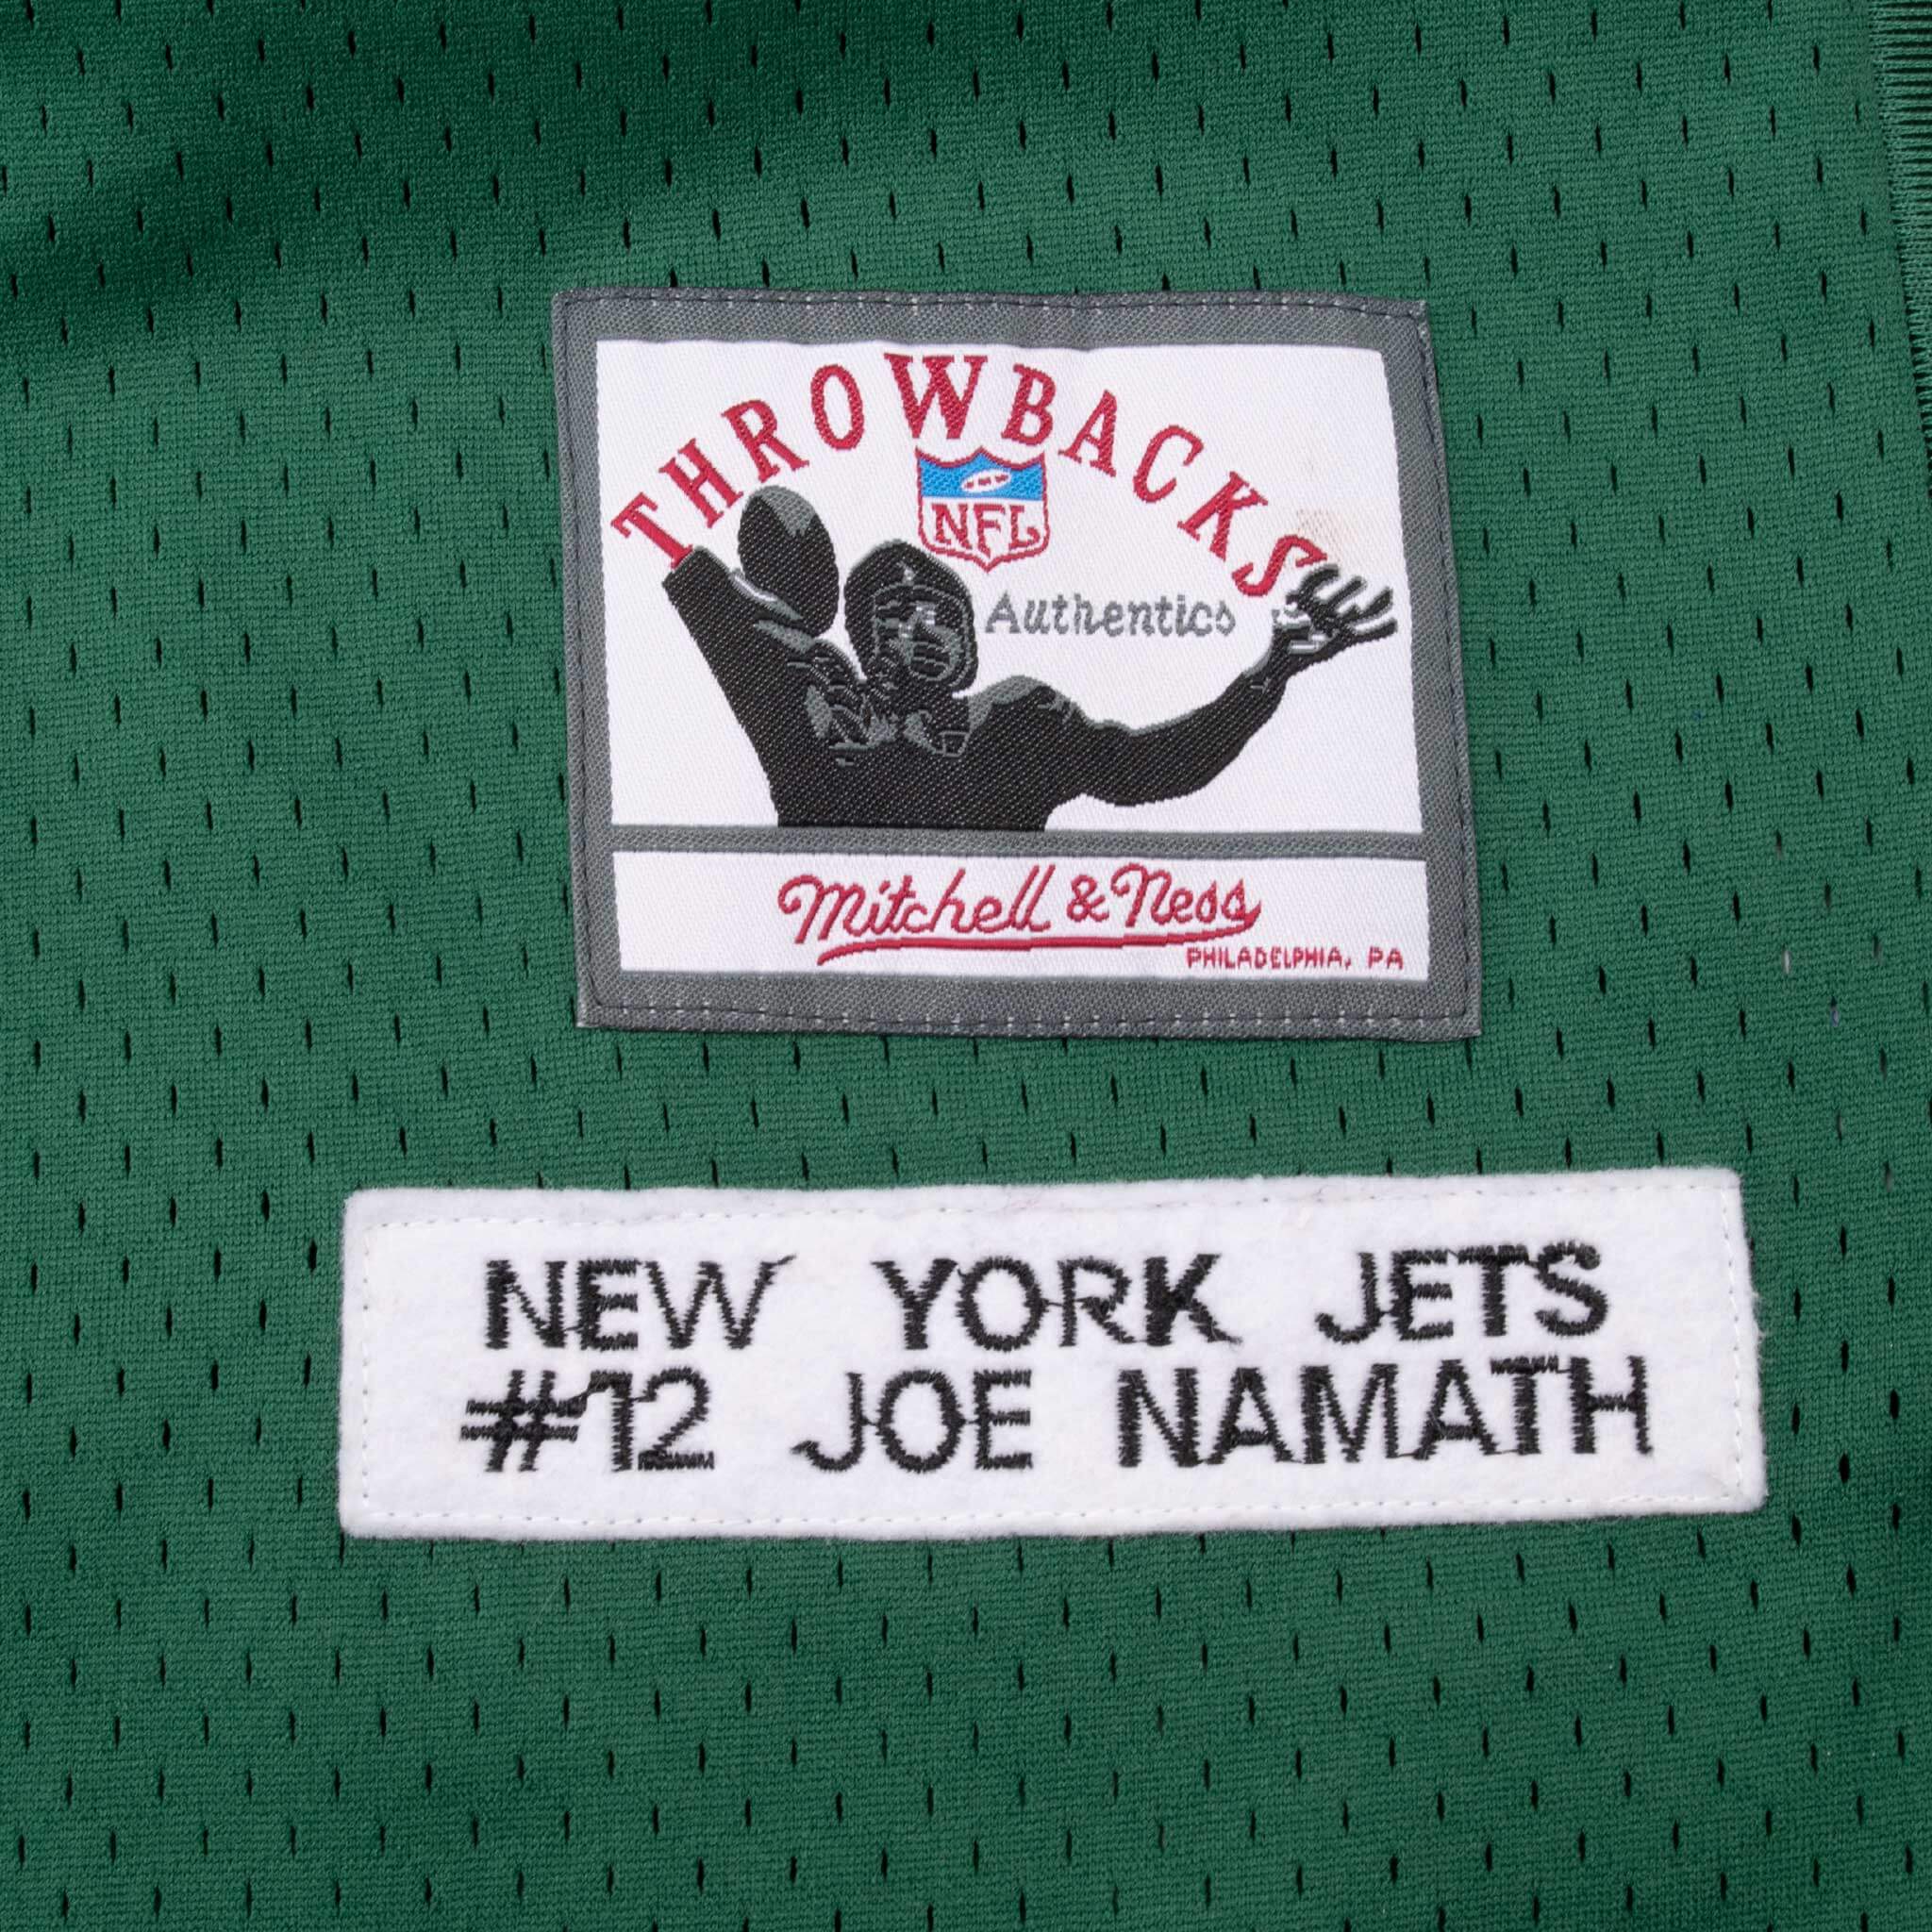 THROWBACKS
NFL
Authentics
Mitchell & Ness
PHILADELPHIA, PA
NEW YORK JETS
#12 JOE NAMATH